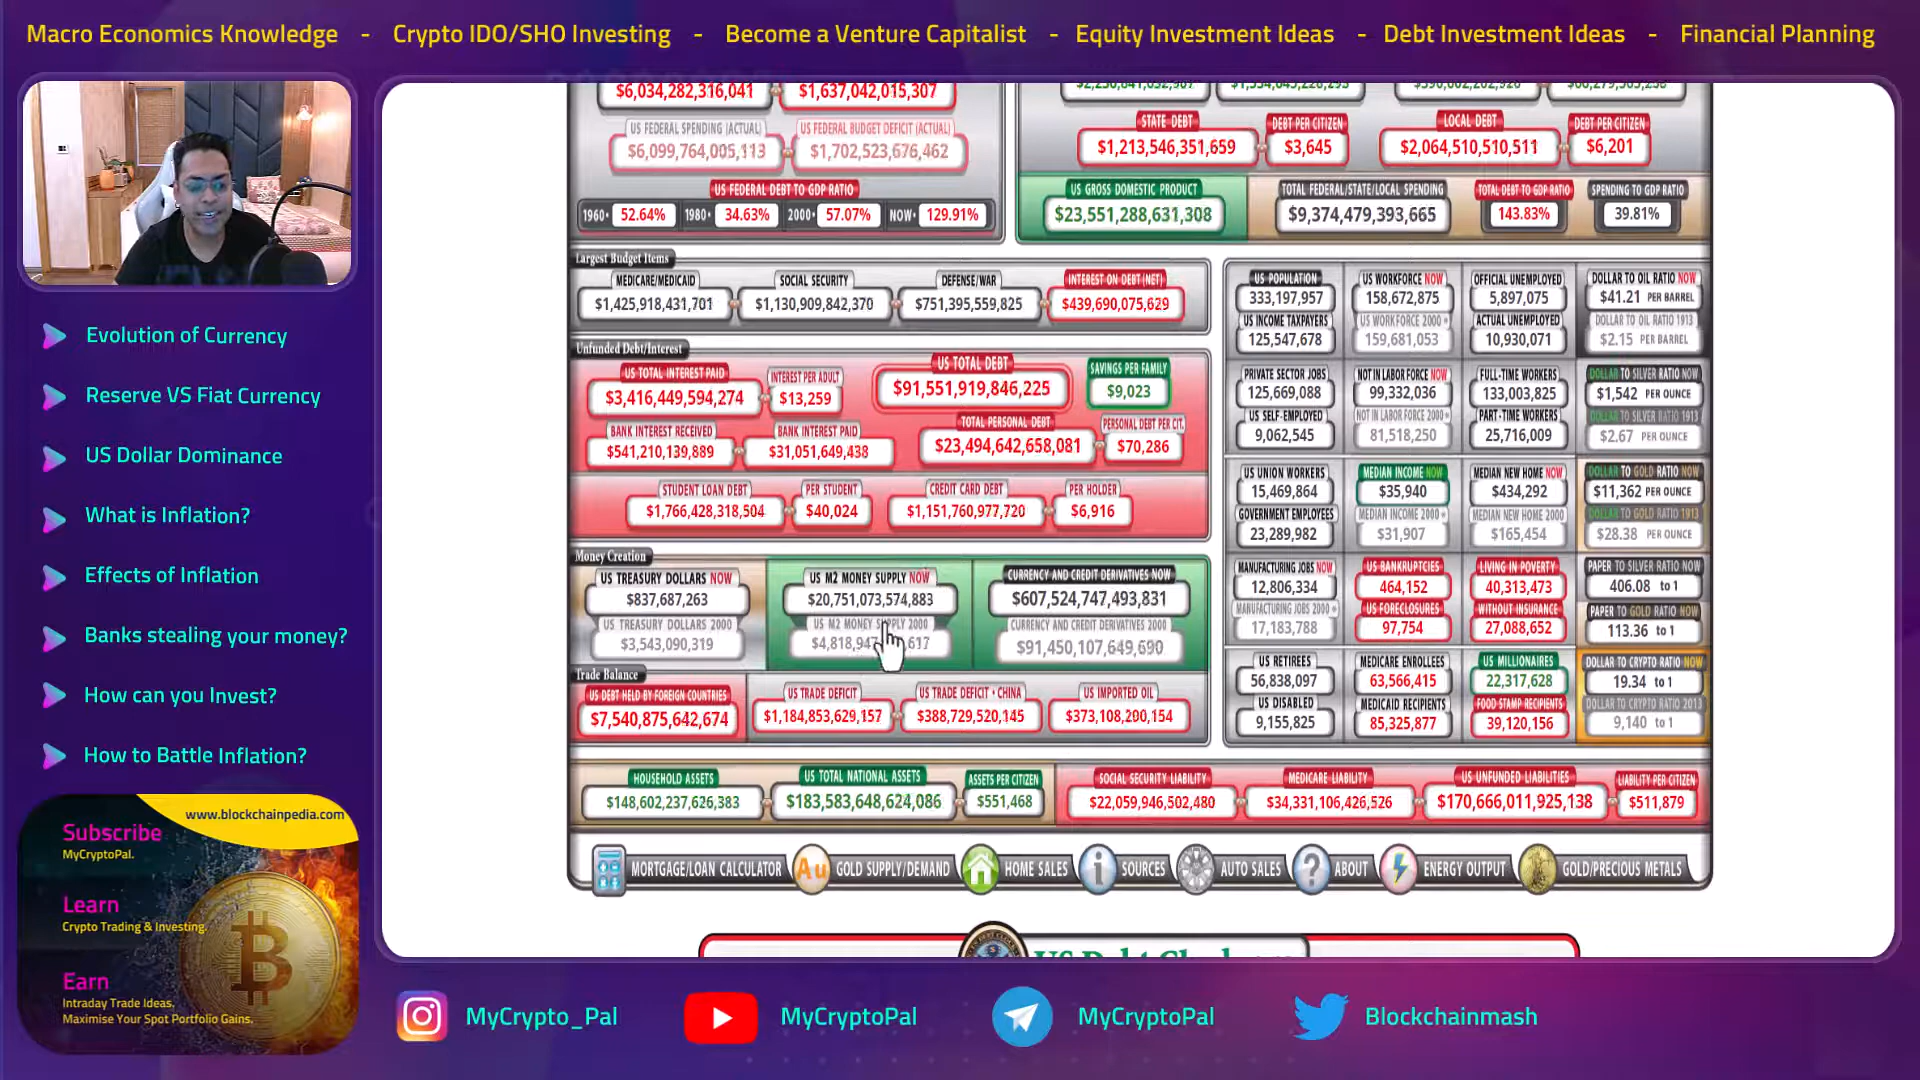 Macro Economics Knowledge - Crypto IDO/SHO Investing - Become a Venture Capitalist - Equity Investment Ideas - Debt Investment Ideas - Financial Planning
Evolution of Currency
Reserve VS Fiat Currency
US Dollar Dominance
What is Inflation?
Effects of Inflation
Banks stealing your money?
How can you Invest?
How to Battle Inflation?
www.blockchainpedia.com
Subscribe
MyCryptoPal.
Learn
Crypto Trading & Investing.
Earn
Intraday Trade Ideas.
Maximise Your Spot Portfolio Gains.
$6,034,282,316,041 $1,637,042,015,307
US FEDERAL SPENDING (ACTUAL) US FEDERAL BUDGET DEFICIT (ACTUAL)
$6,099,764,005,113 $1,702,523,676,462
US FEDERAL DEBT TO GDP RATIO
1960• 52.64% 1980• 34.63% 2000• 57.07% NOW• 129.91%
STATE DEBT DEBT PER CITIZEN LOCAL DEBT DEBT PER CITIZEN
$1,213,546,351,659 $3,645 $2,064,510,510,511 $6,201
US GROSS DOMESTIC PRODUCT TOTAL FEDERAL/STATE/LOCAL SPENDING TOTAL DEBT TO GDP RATIO SPENDING TO GDP RATIO
$23,551,288,631,308 $9,374,479,393,665 143.83% 39.81%
Largest Budget Items
MEDICARE/MEDICAID SOCIAL SECURITY DEFENSE/WAR INTEREST ON DEBT (NET)
$1,425,918,431,701 $1,130,909,842,370 $751,395,559,825 $439,690,075,629
Unfunded Debt/Interest
US TOTAL INTEREST PAID INTEREST PER ADULT US TOTAL DEBT SAVINGS PER FAMILY
$3,416,449,594,274 $13,259 $91,551,919,846,225 $9,023
BANK INTEREST RECEIVED BANK INTEREST PAID TOTAL PERSONAL DEBT PERSONAL DEBT PER CIT.
$541,210,139,889 $31,051,649,438 $23,494,642,658,081 $70,286
STUDENT LOAN DEBT PER STUDENT CREDIT CARD DEBT PER HOLDER
$1,766,428,318,504 $40,024 $1,151,760,977,720 $6,916
Money Creation
US TREASURY DOLLARS NOW US M2 MONEY SUPPLY NOW CURRENCY AND CREDIT DERIVATIVES NOW
$837,687,263 $20,751,073,574,883 $607,524,747,493,831
US TREASURY DOLLARS 2000 US M2 MONEY SUPPLY 2000 CURRENCY AND CREDIT DERIVATIVES 2000
$3,543,090,319 $91,450,107,649,690
Trade Balance
US DEBT HELD BY FOREIGN COUNTRIES US TRADE DEFICIT US TRADE DEFICIT • CHINA US IMPORTED OIL
$7,540,875,642,674 $1,184,853,629,157 $388,729,520,145 $373,108,200,154
US POPULATION US WORKFORCE NOW OFFICIAL UNEMPLOYED DOLLAR TO OIL RATIO NOW
333,197,957 158,672,875 5,897,075 $41.21 PER BARREL
US INCOME TAXPAYERS US WORKFORCE 2000 ACTUAL UNEMPLOYED DOLLAR TO OIL RATIO 1913
125,547,678 159,681,053 10,930,071 $2.15 PER BARREL
PRIVATE SECTOR JOBS NOT IN LABOR FORCE NOW FULL-TIME WORKERS DOLLAR TO SILVER RATIO NOW
125,669,088 99,332,036 133,003,825 $1,542 PER OUNCE
US SELF-EMPLOYED NOT IN LABOR FORCE 2000 PART-TIME WORKERS DOLLAR TO SILVER RATIO 1913
9,062,545 81,518,250 25,716,009 $2.67 PER OUNCE
US UNION WORKERS MEDIAN INCOME NOW MEDIAN NEW HOME NOW DOLLAR TO GOLD RATIO NOW
15,469,864 $35,940 $434,292 $11,362 PER OUNCE
GOVERNMENT EMPLOYEES MEDIAN INCOME 2000 MEDIAN NEW HOME 2000 DOLLAR TO GOLD RATIO 1913
23,289,982 $31,907 $165,454 $28.38 PER OUNCE
MANUFACTURING JOBS NOW US BANKRUPTCIES LIVING IN POVERTY PAPER TO SILVER RATIO NOW
12,806,334 464,152 40,313,473 406.08 to 1
MANUFACTURING JOBS 2000 US FORECLOSURES WITHOUT INSURANCE PAPER TO GOLD RATIO NOW
17,183,788 97,754 27,088,652 113.36 to 1
US RETIREES MEDICARE ENROLLEES US MILLIONAIRES DOLLAR TO CRYPTO RATIO NOW
56,838,097 63,566,415 22,317,628 19.34 to 1
US DISABLED MEDICAID RECIPIENTS FOOD STAMP RECIPIENTS DOLLAR TO CRYPTO RATIO 2013
9,155,825 85,325,877 39,120,156 9,140 to 1
HOUSEHOLD ASSETS US TOTAL NATIONAL ASSETS ASSETS PER CITIZEN SOCIAL SECURITY LIABILITY MEDICARE LIABILITY US UNFUNDED LIABILITIES LIABILITY PER CITIZEN
$148,602,237,626,383 $183,583,648,624,086 $551,468 $22,059,946,502,480 $34,331,106,426,526 $170,666,011,925,138 $511,879
MORTGAGE/LOAN CALCULATOR Au GOLD SUPPLY/DEMAND HOME SALES SOURCES AUTO SALES ABOUT ENERGY OUTPUT GOLD/PRECIOUS METALS
MyCrypto_Pal MyCryptoPal MyCryptoPal Blockchainmash